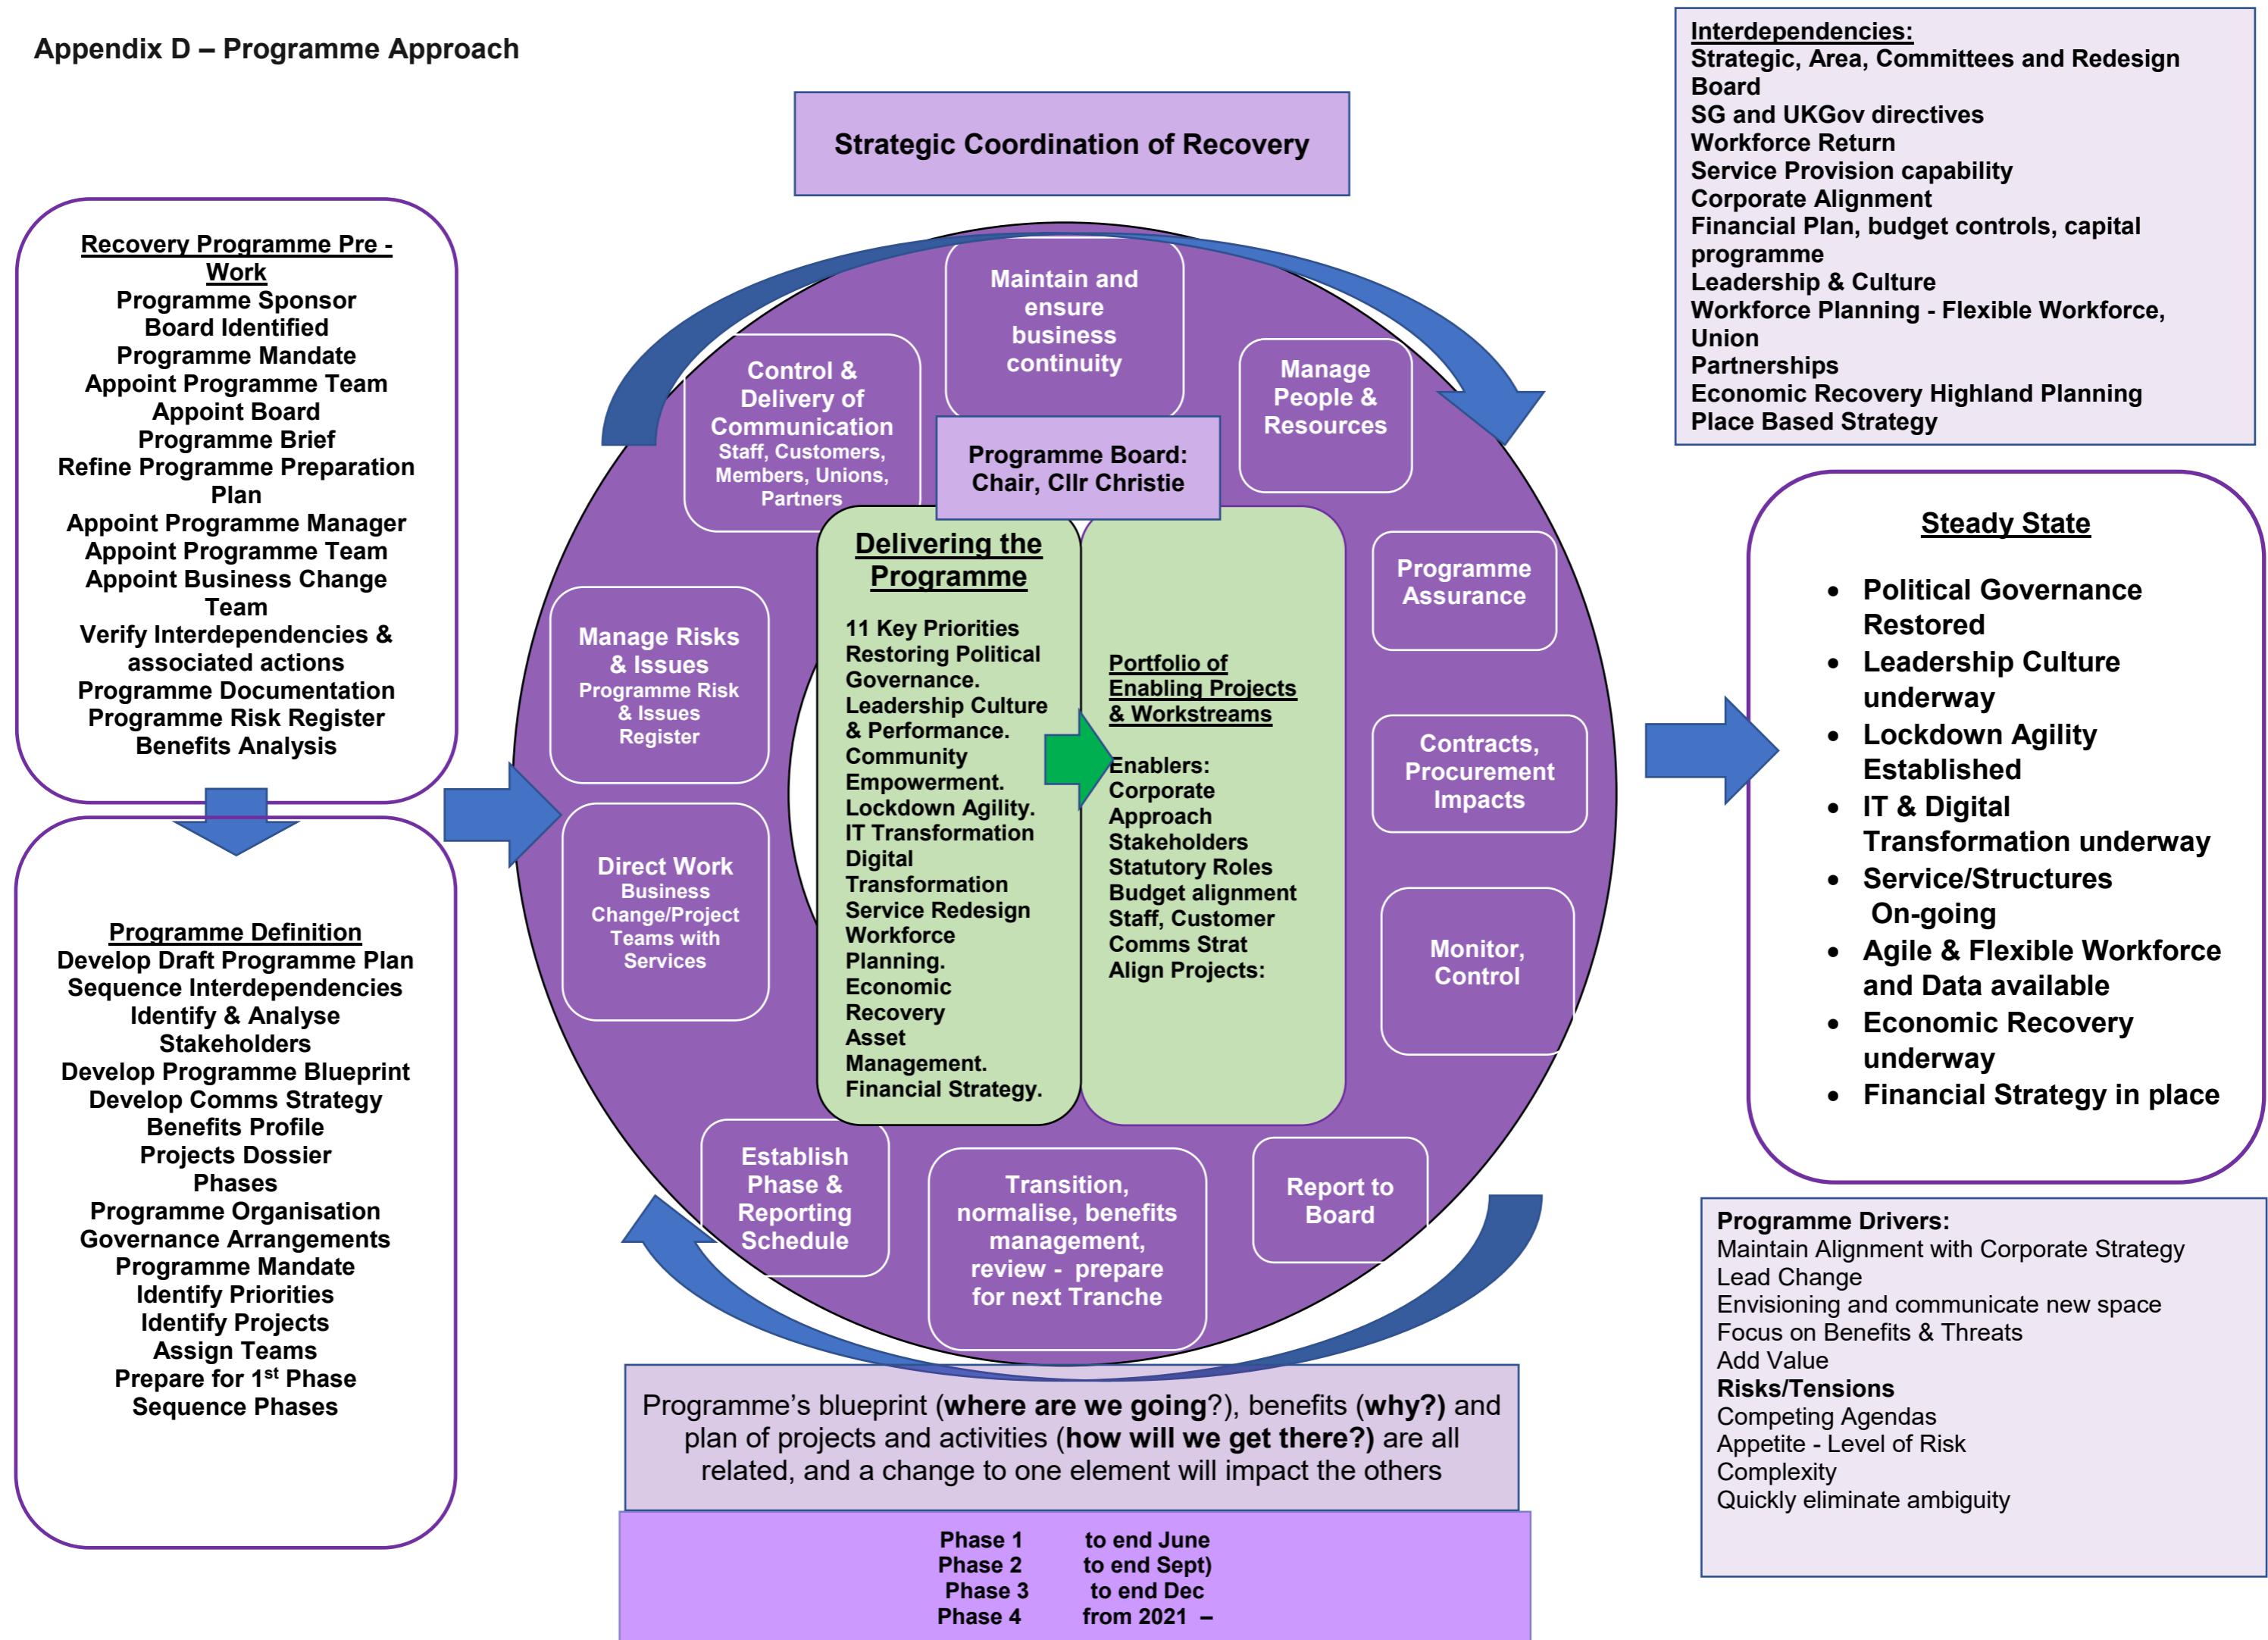 Appendix D – Programme Approach
Strategic Coordination of Recovery
Interdependencies:
Strategic, Area, Committees and Redesign
Board
SG and UKGov directives
Workforce Return
Service Provision capability
Corporate Alignment
Financial Plan, budget controls, capital
programme
Leadership & Culture
Workforce Planning - Flexible Workforce,
Union
Partnerships
Economic Recovery Highland Planning
Place Based Strategy
Recovery Programme Pre -
Work
Programme Sponsor
Board Identified
Programme Mandate
Appoint Programme Team
Appoint Board
Programme Brief
Refine Programme Preparation
Plan
Appoint Programme Manager
Appoint Programme Team
Appoint Business Change
Team
Verify Interdependencies &
associated actions
Programme Documentation
Programme Risk Register
Benefits Analysis
Programme Definition
Develop Draft Programme Plan
Sequence Interdependencies
Identify & Analyse
Stakeholders
Develop Programme Blueprint
Develop Comms Strategy
Benefits Profile
Projects Dossier
Phases
Programme Organisation
Governance Arrangements
Programme Mandate
Identify Priorities
Identify Projects
Assign Teams
Prepare for 1st Phase
Sequence Phases
Maintain and
ensure
business
continuity
Manage
People &
Resources
Programme
Assurance
Contracts,
Procurement
Impacts
Monitor,
Control
Report to
Board
Transition,
normalise, benefits
management,
review - prepare
for next Tranche
Establish
Phase &
Reporting
Schedule
Direct Work
Business
Change/Project
Teams with
Services
Manage Risks
& Issues
Programme Risk
& Issues
Register
Control &
Delivery of
Communication
Staff, Customers,
Members, Unions,
Partners
Programme Board:
Chair, Cllr Christie
Delivering the
Programme
11 Key Priorities
Restoring Political
Governance.
Leadership Culture
& Performance.
Community
Empowerment.
Lockdown Agility.
IT Transformation
Digital
Transformation
Service Redesign
Workforce
Planning.
Economic
Recovery
Asset
Management.
Financial Strategy.
Portfolio of
Enabling Projects
& Workstreams
Enablers:
Corporate
Approach
Stakeholders
Statutory Roles
Budget alignment
Staff, Customer
Comms Strat
Align Projects:
Steady State
• Political Governance
Restored
• Leadership Culture
underway
• Lockdown Agility
Established
• IT & Digital
Transformation underway
• Service/Structures
On-going
• Agile & Flexible Workforce
and Data available
• Economic Recovery
underway
• Financial Strategy in place
Programme Drivers:
Maintain Alignment with Corporate Strategy
Lead Change
Envisioning and communicate new space
Focus on Benefits & Threats
Add Value
Risks/Tensions
Competing Agendas
Appetite - Level of Risk
Complexity
Quickly eliminate ambiguity
Programme's blueprint (where are we going?), benefits (why?) and
plan of projects and activities (how will we get there?) are all
related, and a change to one element will impact the others
Phase 1 to end June
Phase 2 to end Sept)
Phase 3 to end Dec
Phase 4 from 2021 –